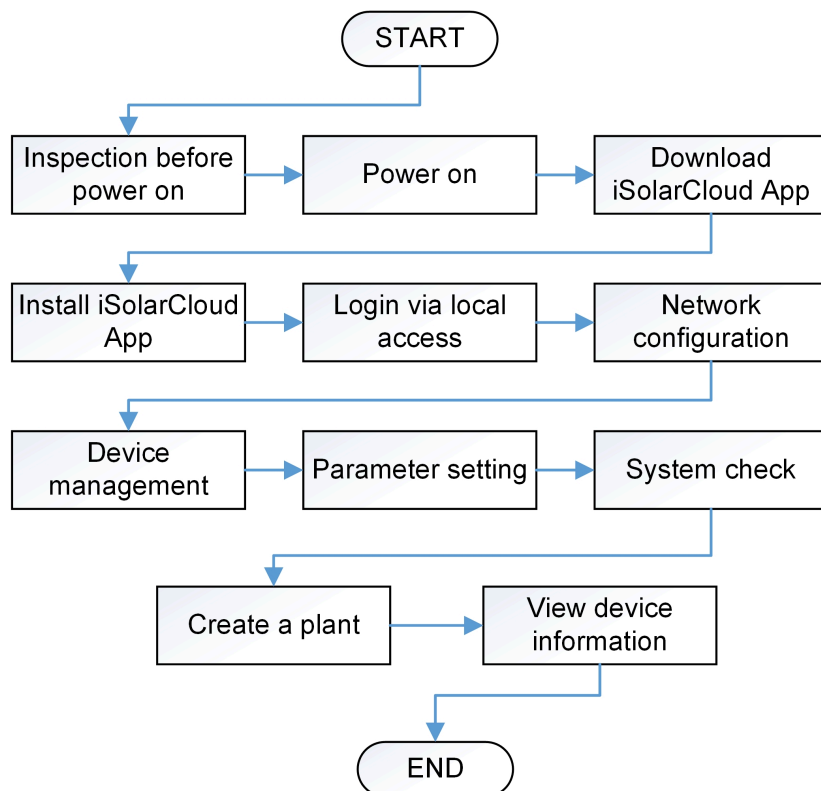 START
Inspection before
power on
Power on
Download
iSolarCloud App
Install iSolarCloud
App
Login via local
access
Network
configuration
Device
management
Parameter setting
System check
Create a plant
View device
information
END